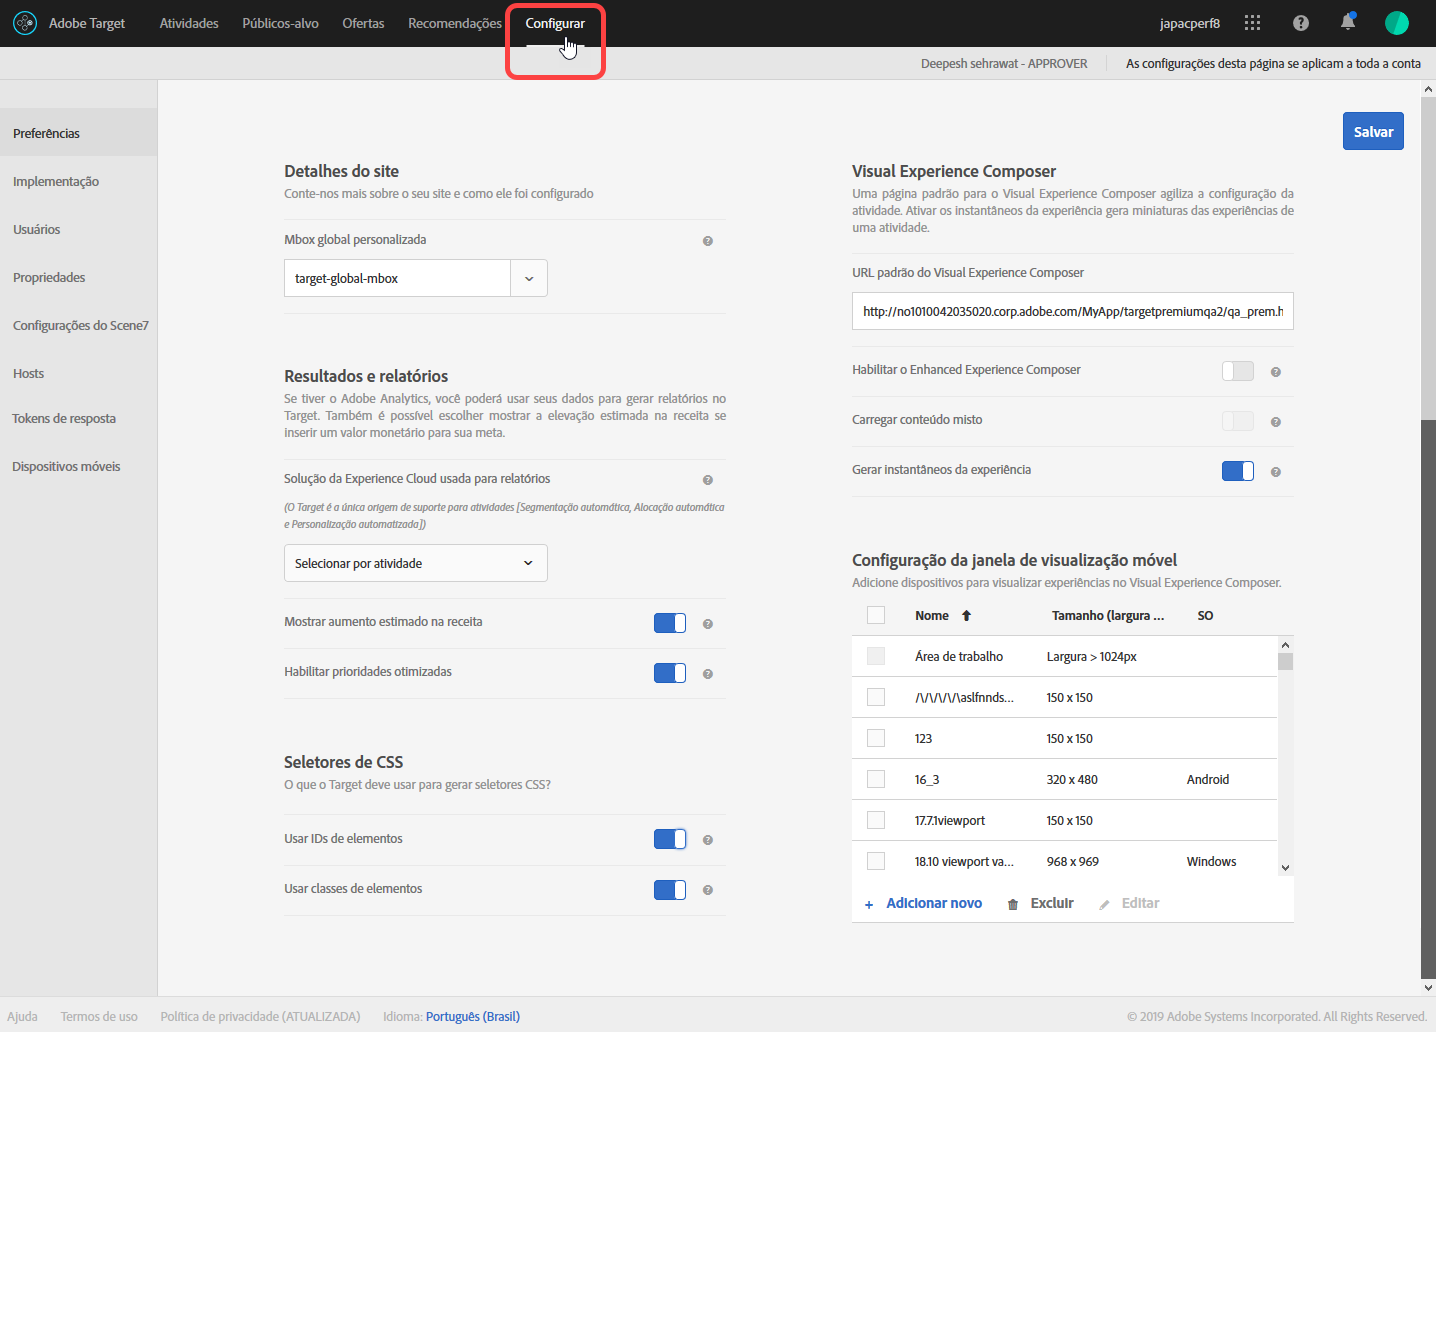 Adobe Target
Atividades
Públicos-alvo
Ofertas
Recomendações
Configurar
japacperf8
Deepesh sehrawat - APPROVER
As configurações desta página se aplicam a toda a conta
Preferências
Implementação
Usuários
Propriedades
Configurações do Scene7
Hosts
Tokens de resposta
Dispositivos móveis
Salvar
Detalhes do site
Conte-nos mais sobre o seu site e como ele foi configurado
Mbox global personalizada
target-global-mbox
Resultados e relatórios
Se tiver o Adobe Analytics, você poderá usar seus dados para gerar relatórios no
Target. Também é possível escolher mostrar a elevação estimada na receita se
inserir um valor monetário para sua meta.
Solução da Experience Cloud usada para relatórios
(O Target é a única origem de suporte para atividades [Segmentação automática, Alocação automática
e Personalização automatizada])
Selecionar por atividade
Mostrar aumento estimado na receita
Habilitar prioridades otimizadas
Seletores de CSS
O que o Target deve usar para gerar seletores CSS?
Usar IDs de elementos
Usar classes de elementos
Visual Experience Composer
Uma página padrão para o Visual Experience Composer agiliza a configuração da
atividade. Ativar os instantâneos da experiência gera miniaturas das experiências de
uma atividade.
URL padrão do Visual Experience Composer
http://no1010042035020.corp.adobe.com/MyApp/targetpremiumqa2/qa_prem.h
Habilitar o Enhanced Experience Composer
Carregar conteúdo misto
Gerar instantâneos da experiência
Configuração da janela de visualização móvel
Adicione dispositivos para visualizar experiências no Visual Experience Composer.
Nome Tamanho (largura ... SO
Área de trabalho Largura > 1024px
/\/\/\/\/\aslfnnds... 150 x 150
123 150 x 150
16_3 320 x 480 Android
17.7.1viewport 150 x 150
18.10 viewport va... 968 x 969 Windows
+ Adicionar novo Excluir Editar
Ajuda
Termos de uso
Política de privacidade (ATUALIZADA)
Idioma: Português (Brasil)
© 2019 Adobe Systems Incorporated. All Rights Reserved.